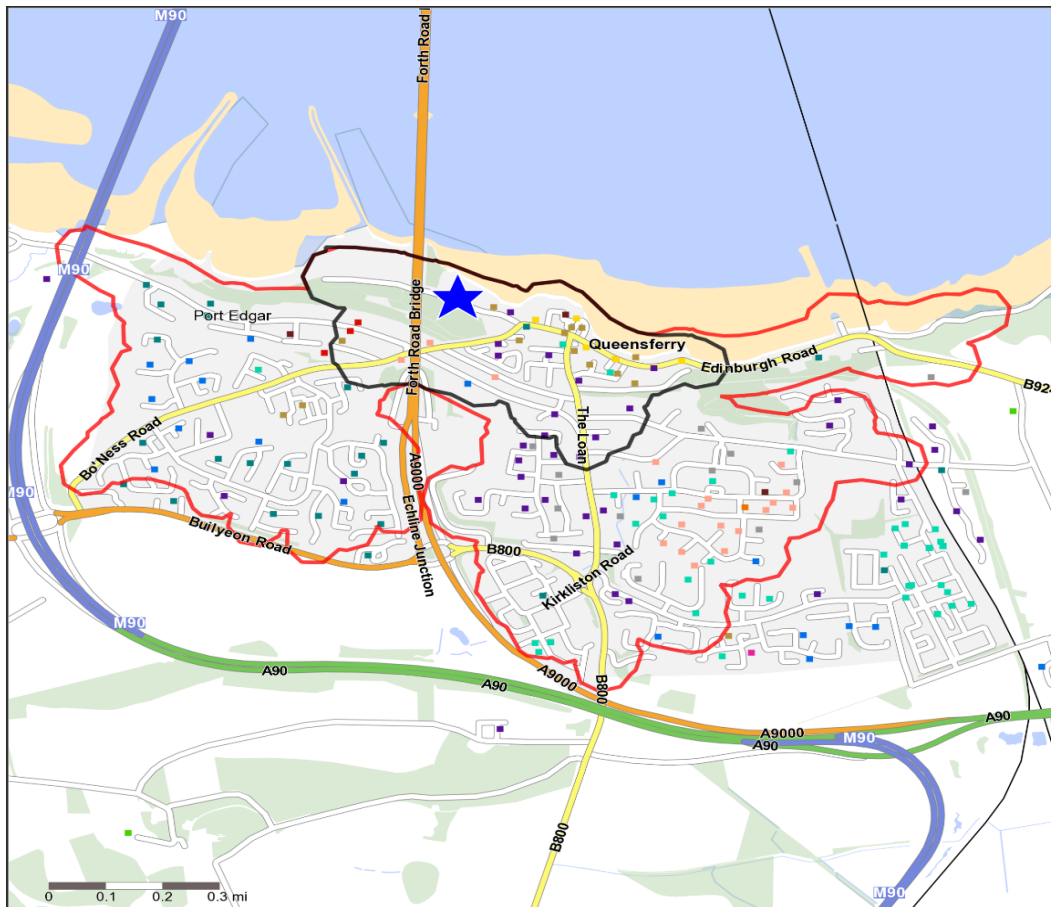 M90
Forth Road
M90
Forth Road Bridge
Port Edgar
Queensferry
Edinburgh Road
B92
The Loan
Bo'Ness Road
M90
A9000
Echline Junction
Builyeon Road
B800
Kirkliston Road
M90
A90
A90
A9000
B800
A9000
A90
A90
M90
B800
M90
0 0.1 0.2 0.3 mi